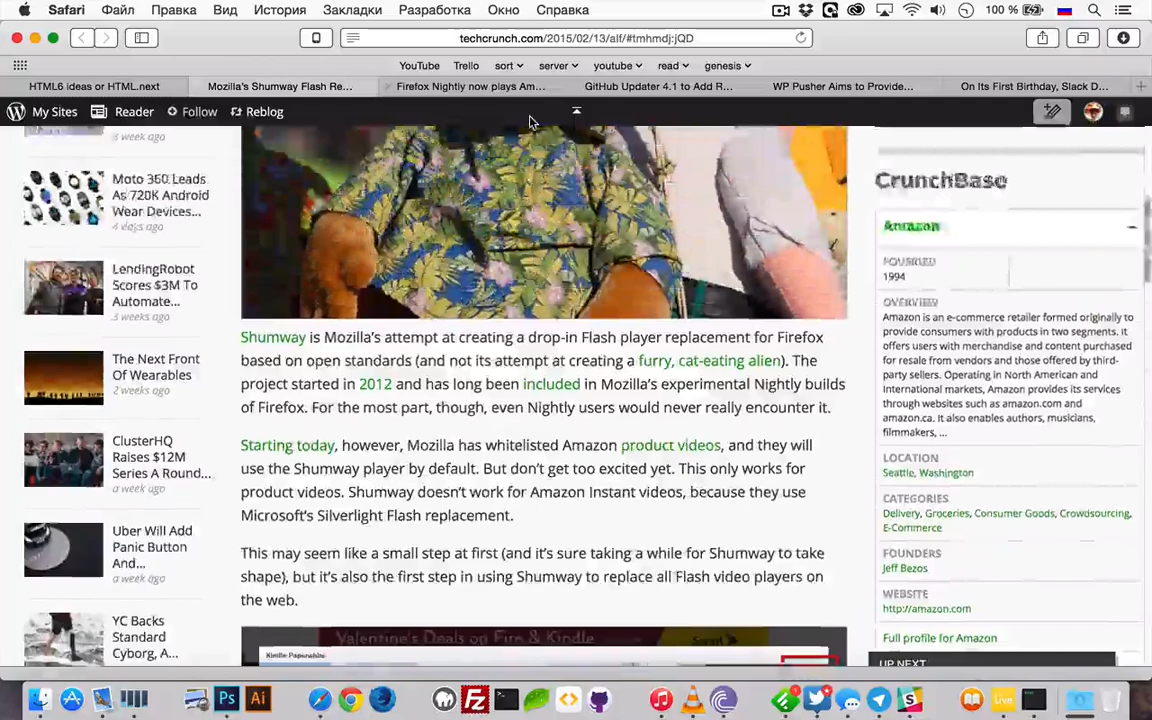 Safari Файл Правка Вид История Закладки Разработка Окно Справка 100 %
techcrunch.com/2015/02/13/alf/#tmhmdj:jQD
YouTube Trello sort server youtube read genesis
HTML6 ideas or HTML.next Mozilla's Shumway Flash Re... Firefox Nightly now plays Am... GitHub Updater 4.1 to Add R... WP Pusher Aims to Provide... On Its First Birthday, Slack D...
My Sites Reader Follow Reblog
3 week ago
Moto 360 Leads
As 720K Android
Wear Devices...
4 days ago
LendingRobot
Scores $3M To
Automate...
3 weeks ago
The Next Front
Of Wearables
2 weeks ago
ClusterHQ
Raises $12M
Series A Round...
a week ago
Uber Will Add
Panic Button
And...
a week ago
YC Backs
Standard
Cyborg, A...
Shumway is Mozilla's attempt at creating a drop-in Flash player replacement for Firefox
based on open standards (and not its attempt at creating a furry, cat-eating alien). The
project started in 2012 and has long been included in Mozilla's experimental Nightly builds
of Firefox. For the most part, though, even Nightly users would never really encounter it.
Starting today, however, Mozilla has whitelisted Amazon product videos, and they will
use the Shumway player by default. But don't get too excited yet. This only works for
product videos. Shumway doesn't work for Amazon Instant videos, because they use
Microsoft's Silverlight Flash replacement.
This may seem like a small step at first (and it's sure taking a while for Shumway to take
shape), but it's also the first step in using Shumway to replace all Flash video players on
the web.
Valentine's Deals on Fire & Kindle
Kindle Paperwhite
CrunchBase
Amazon
FOUNDED
1994
OVERVIEW
Amazon is an e-commerce retailer formed originally to
provide consumers with products in two segments. It
offers users with merchandise and content purchased
for resale from vendors and those offered by third-
party sellers. Operating in North American and
International markets, Amazon provides its services
through websites such as amazon.com and
amazon.ca. It also enables authors, musicians,
filmmakers, ...
LOCATION
Seattle, Washington
CATEGORIES
Delivery, Groceries, Consumer Goods, Crowdsourcing,
E-Commerce
FOUNDERS
Jeff Bezos
WEBSITE
http://amazon.com
Full profile for Amazon
UP NEXT
Ps Ai Fz Live